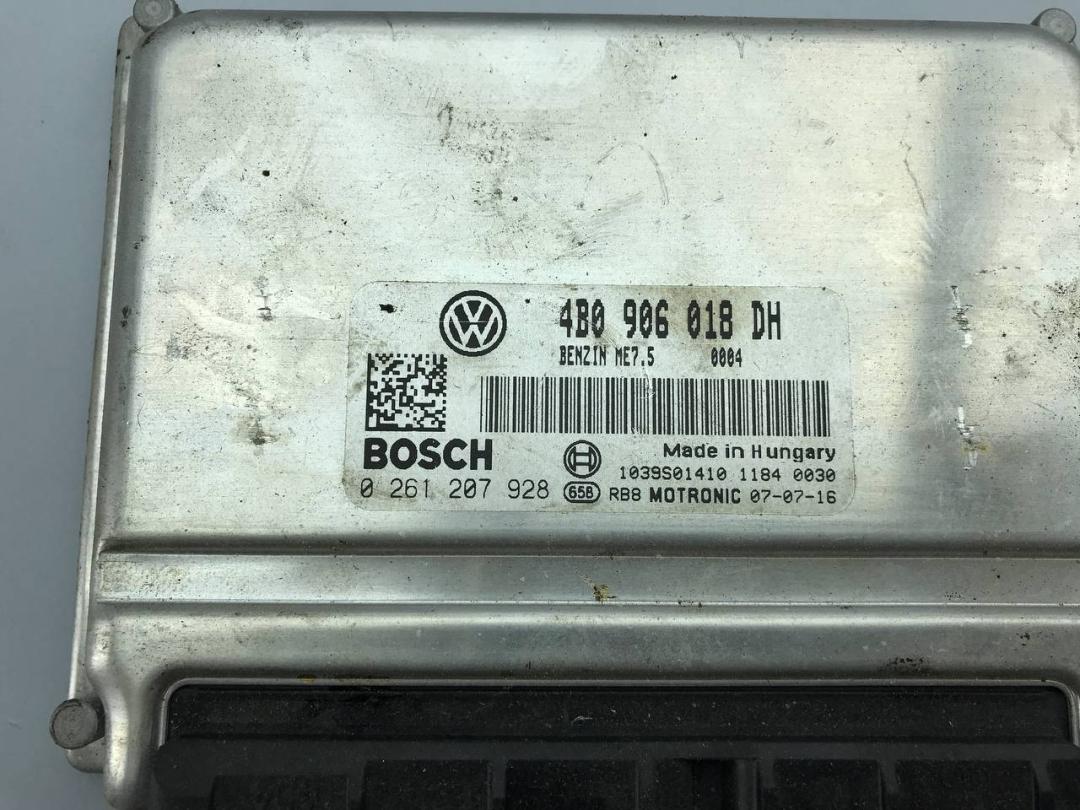 4B0 906 018 DH
BENZIN ME7.5 0004
BOSCH
Made in Hungary
1039S01410 1184 0030
0 261 207 928 65B RB8 MOTRONIC 07-07-16